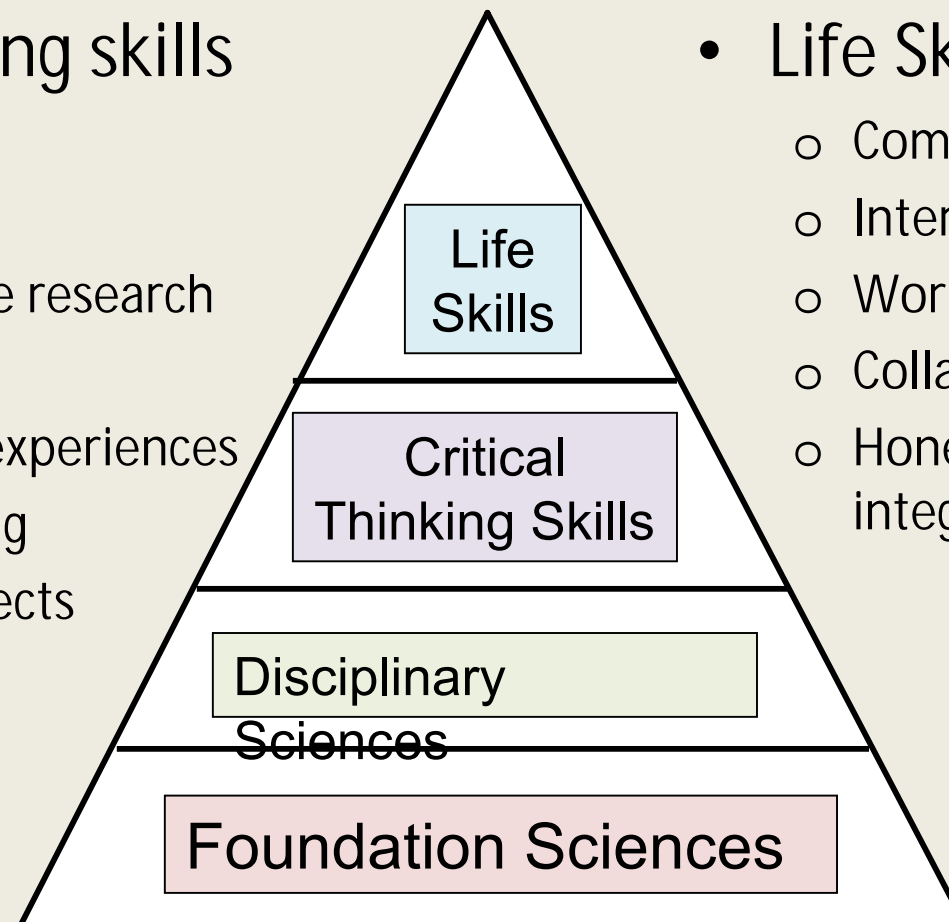 ng skills
e research
experiences
g
ects
Life
Skills
Critical
Thinking Skills
Disciplinary
Sciences
Foundation Sciences
• Life Sk
o Com
o Inter
o Wor
o Colla
o Hone
integ